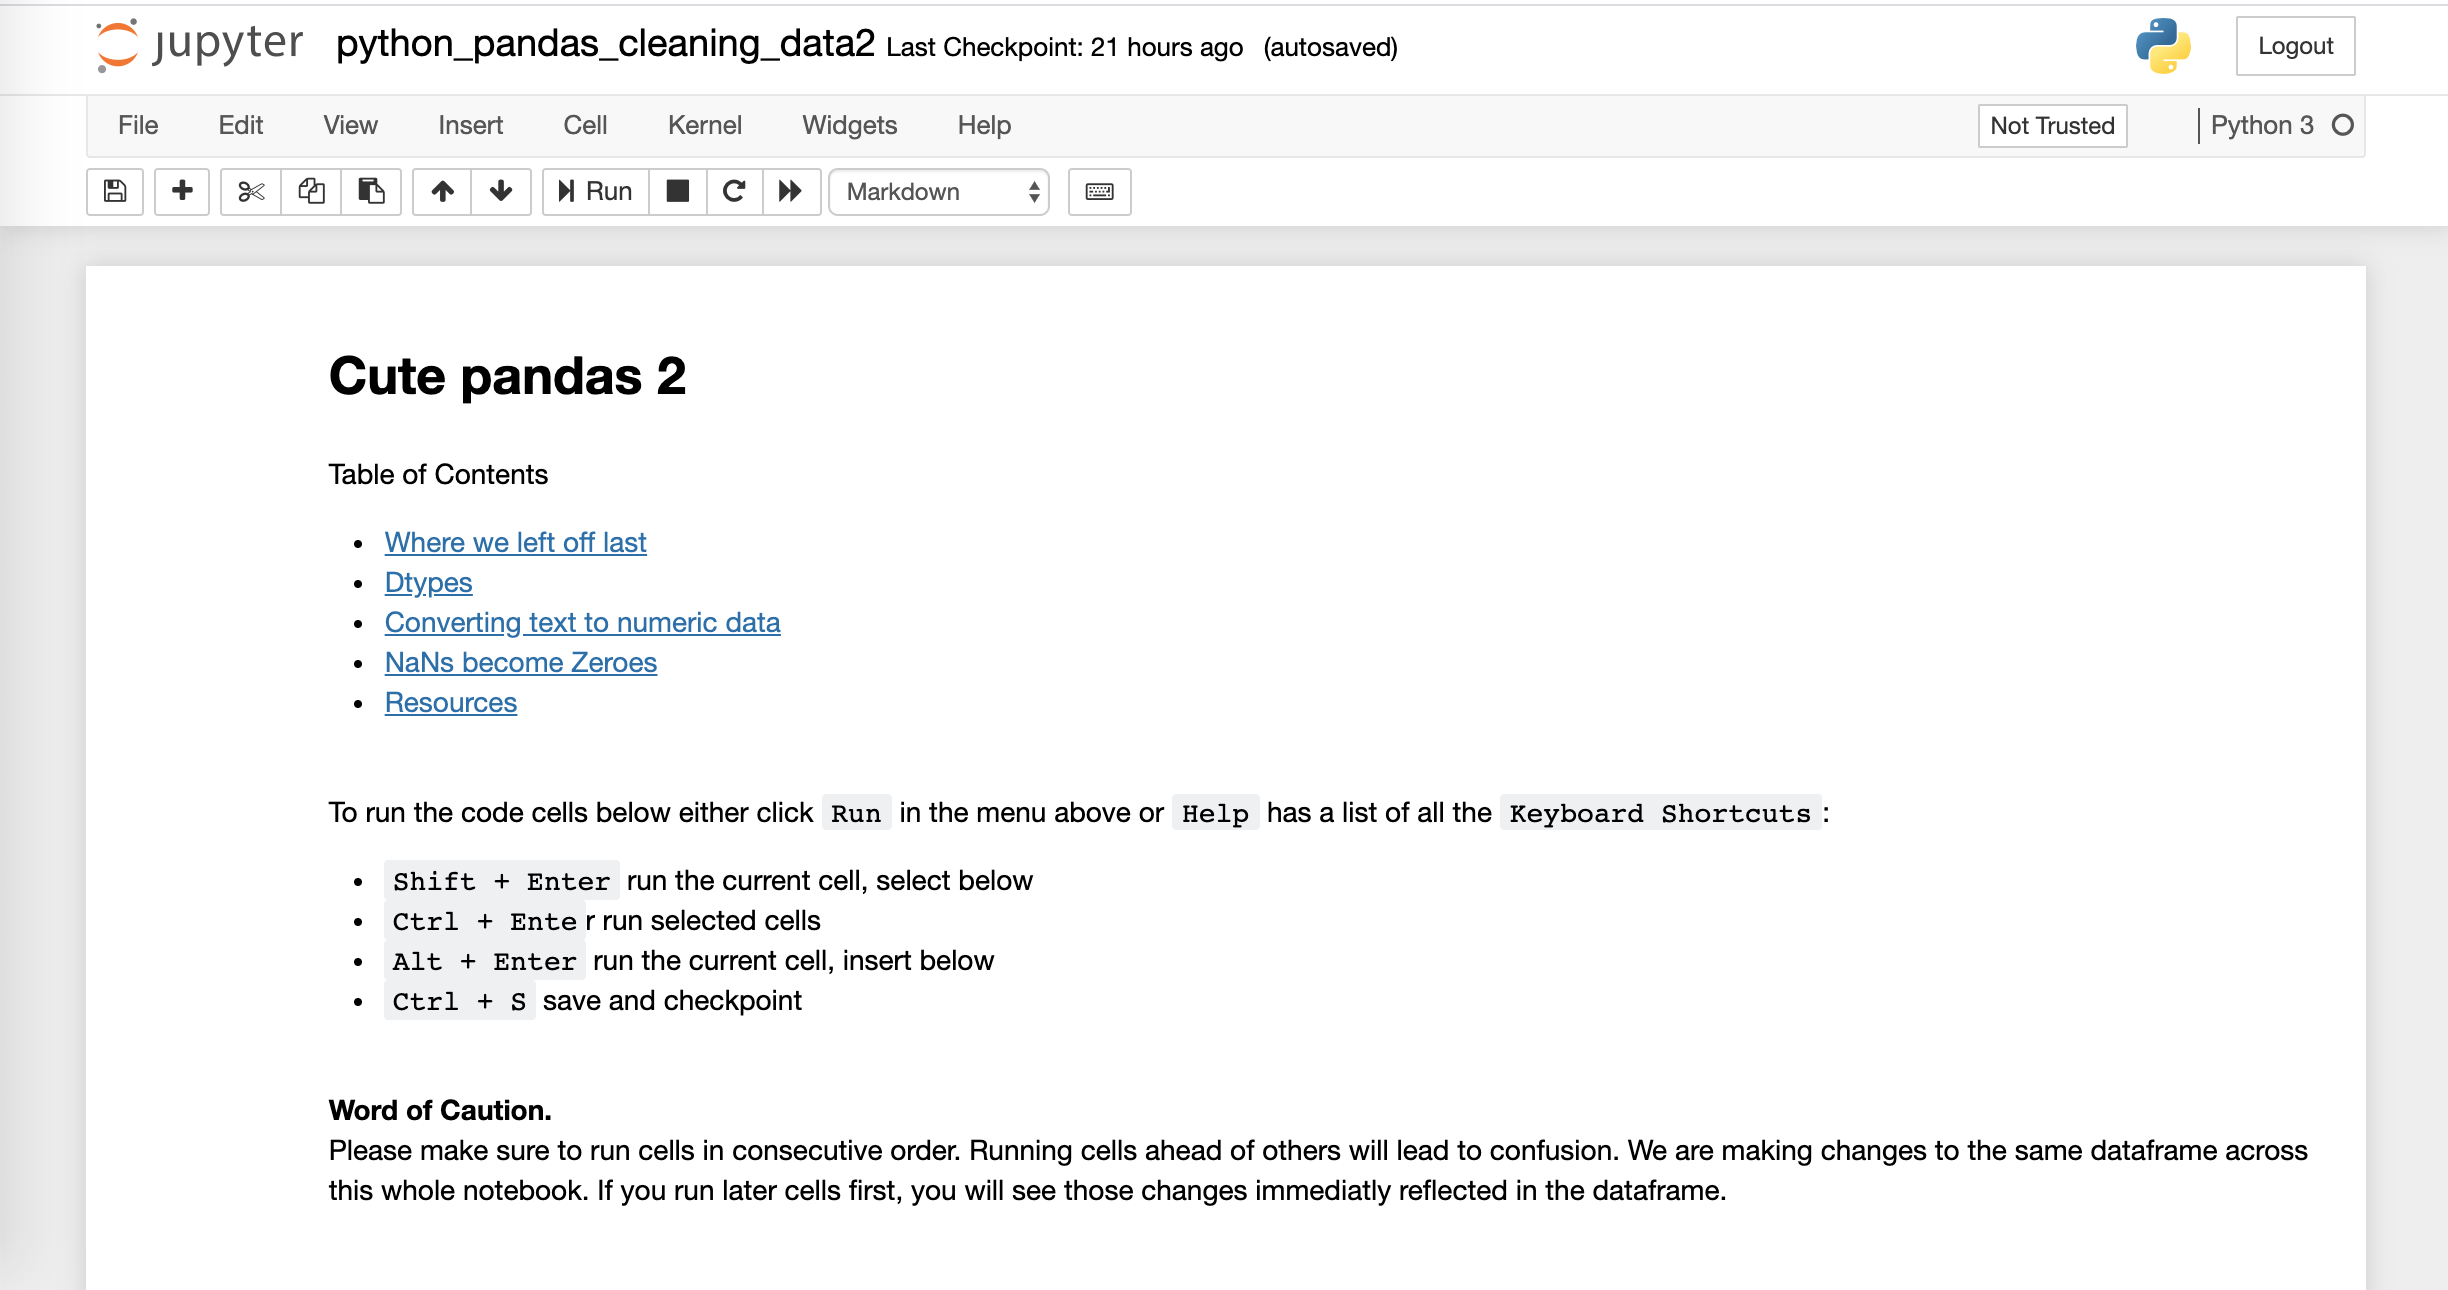 jupyter python_pandas_cleaning_data2 Last Checkpoint: 21 hours ago (autosaved) Logout
File Edit View Insert Cell Kernel Widgets Help Not Trusted Python 3
Run Markdown
Cute pandas 2
Table of Contents
Where we left off last
Dtypes
Converting text to numeric data
NaNs become Zeroes
Resources
To run the code cells below either click Run in the menu above or Help has a list of all the Keyboard Shortcuts:
Shift + Enter run the current cell, select below
Ctrl + Enter run selected cells
Alt + Enter run the current cell, insert below
Ctrl + S save and checkpoint
Word of Caution.
Please make sure to run cells in consecutive order. Running cells ahead of others will lead to confusion. We are making changes to the same dataframe across
this whole notebook. If you run later cells first, you will see those changes immediatly reflected in the dataframe.